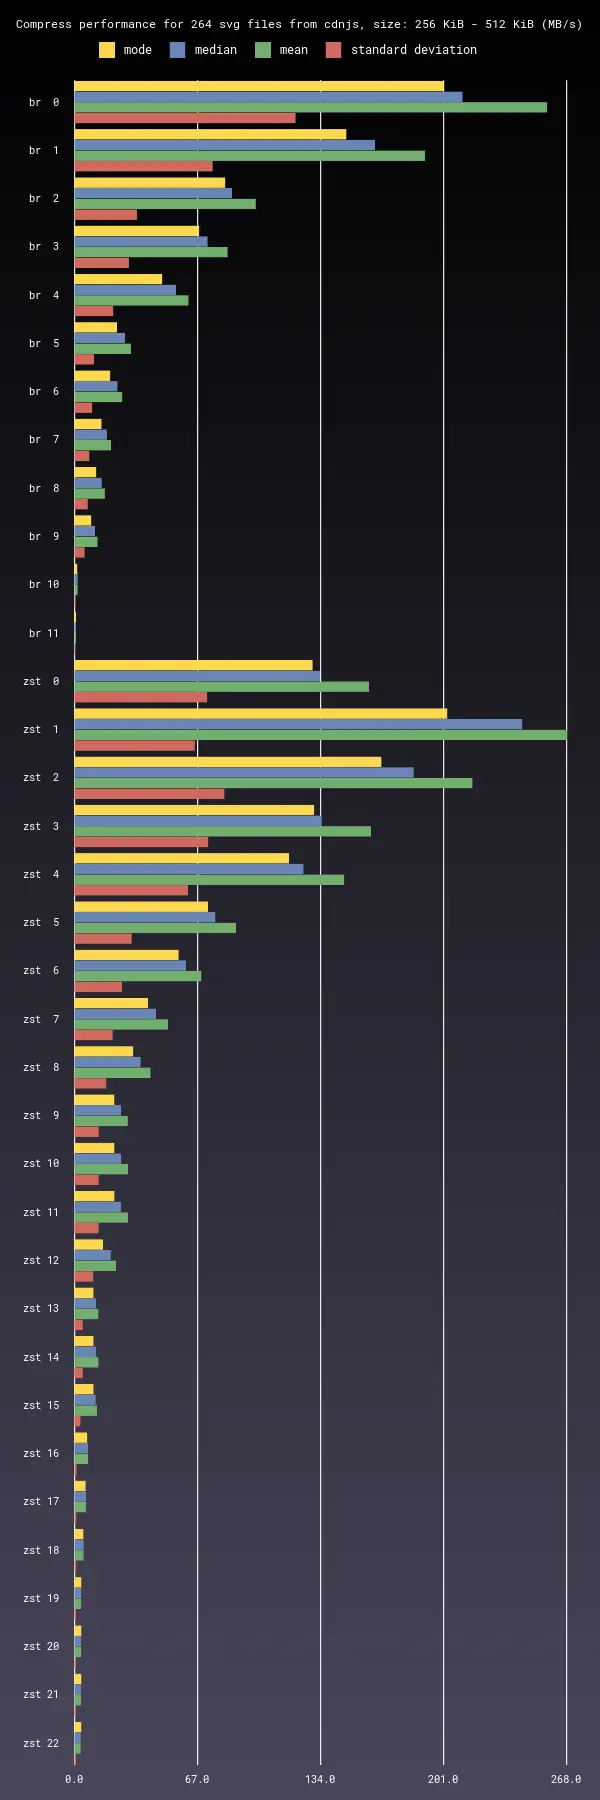 Compress performance for 264 svg files from cdnjs, size: 256 KiB - 512 KiB (MB/s)
mode median mean standard deviation
br 0
br 1
br 2
br 3
br 4
br 5
br 6
br 7
br 8
br 9
br 10
br 11
zst 0
zst 1
zst 2
zst 3
zst 4
zst 5
zst 6
zst 7
zst 8
zst 9
zst 10
zst 11
zst 12
zst 13
zst 14
zst 15
zst 16
zst 17
zst 18
zst 19
zst 20
zst 21
zst 22
0.0 67.0 134.0 201.0 268.0